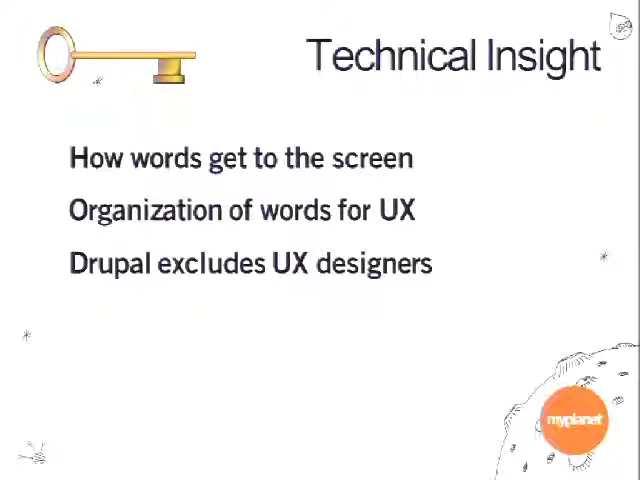 Technical Insight
How words get to the screen
Organization of words for UX
Drupal excludes UX designers
myplanet